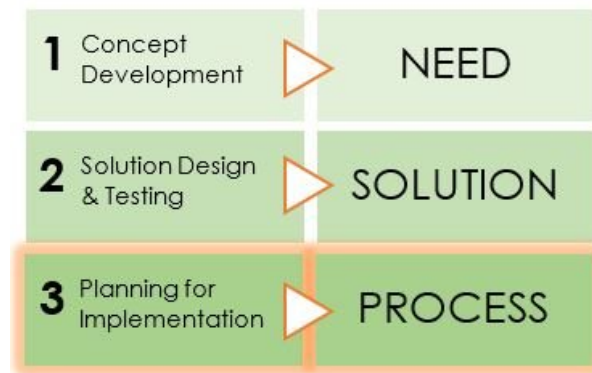 1 Concept
Development
NEED
2 Solution Design
& Testing
SOLUTION
3 Planning for
Implementation
PROCESS